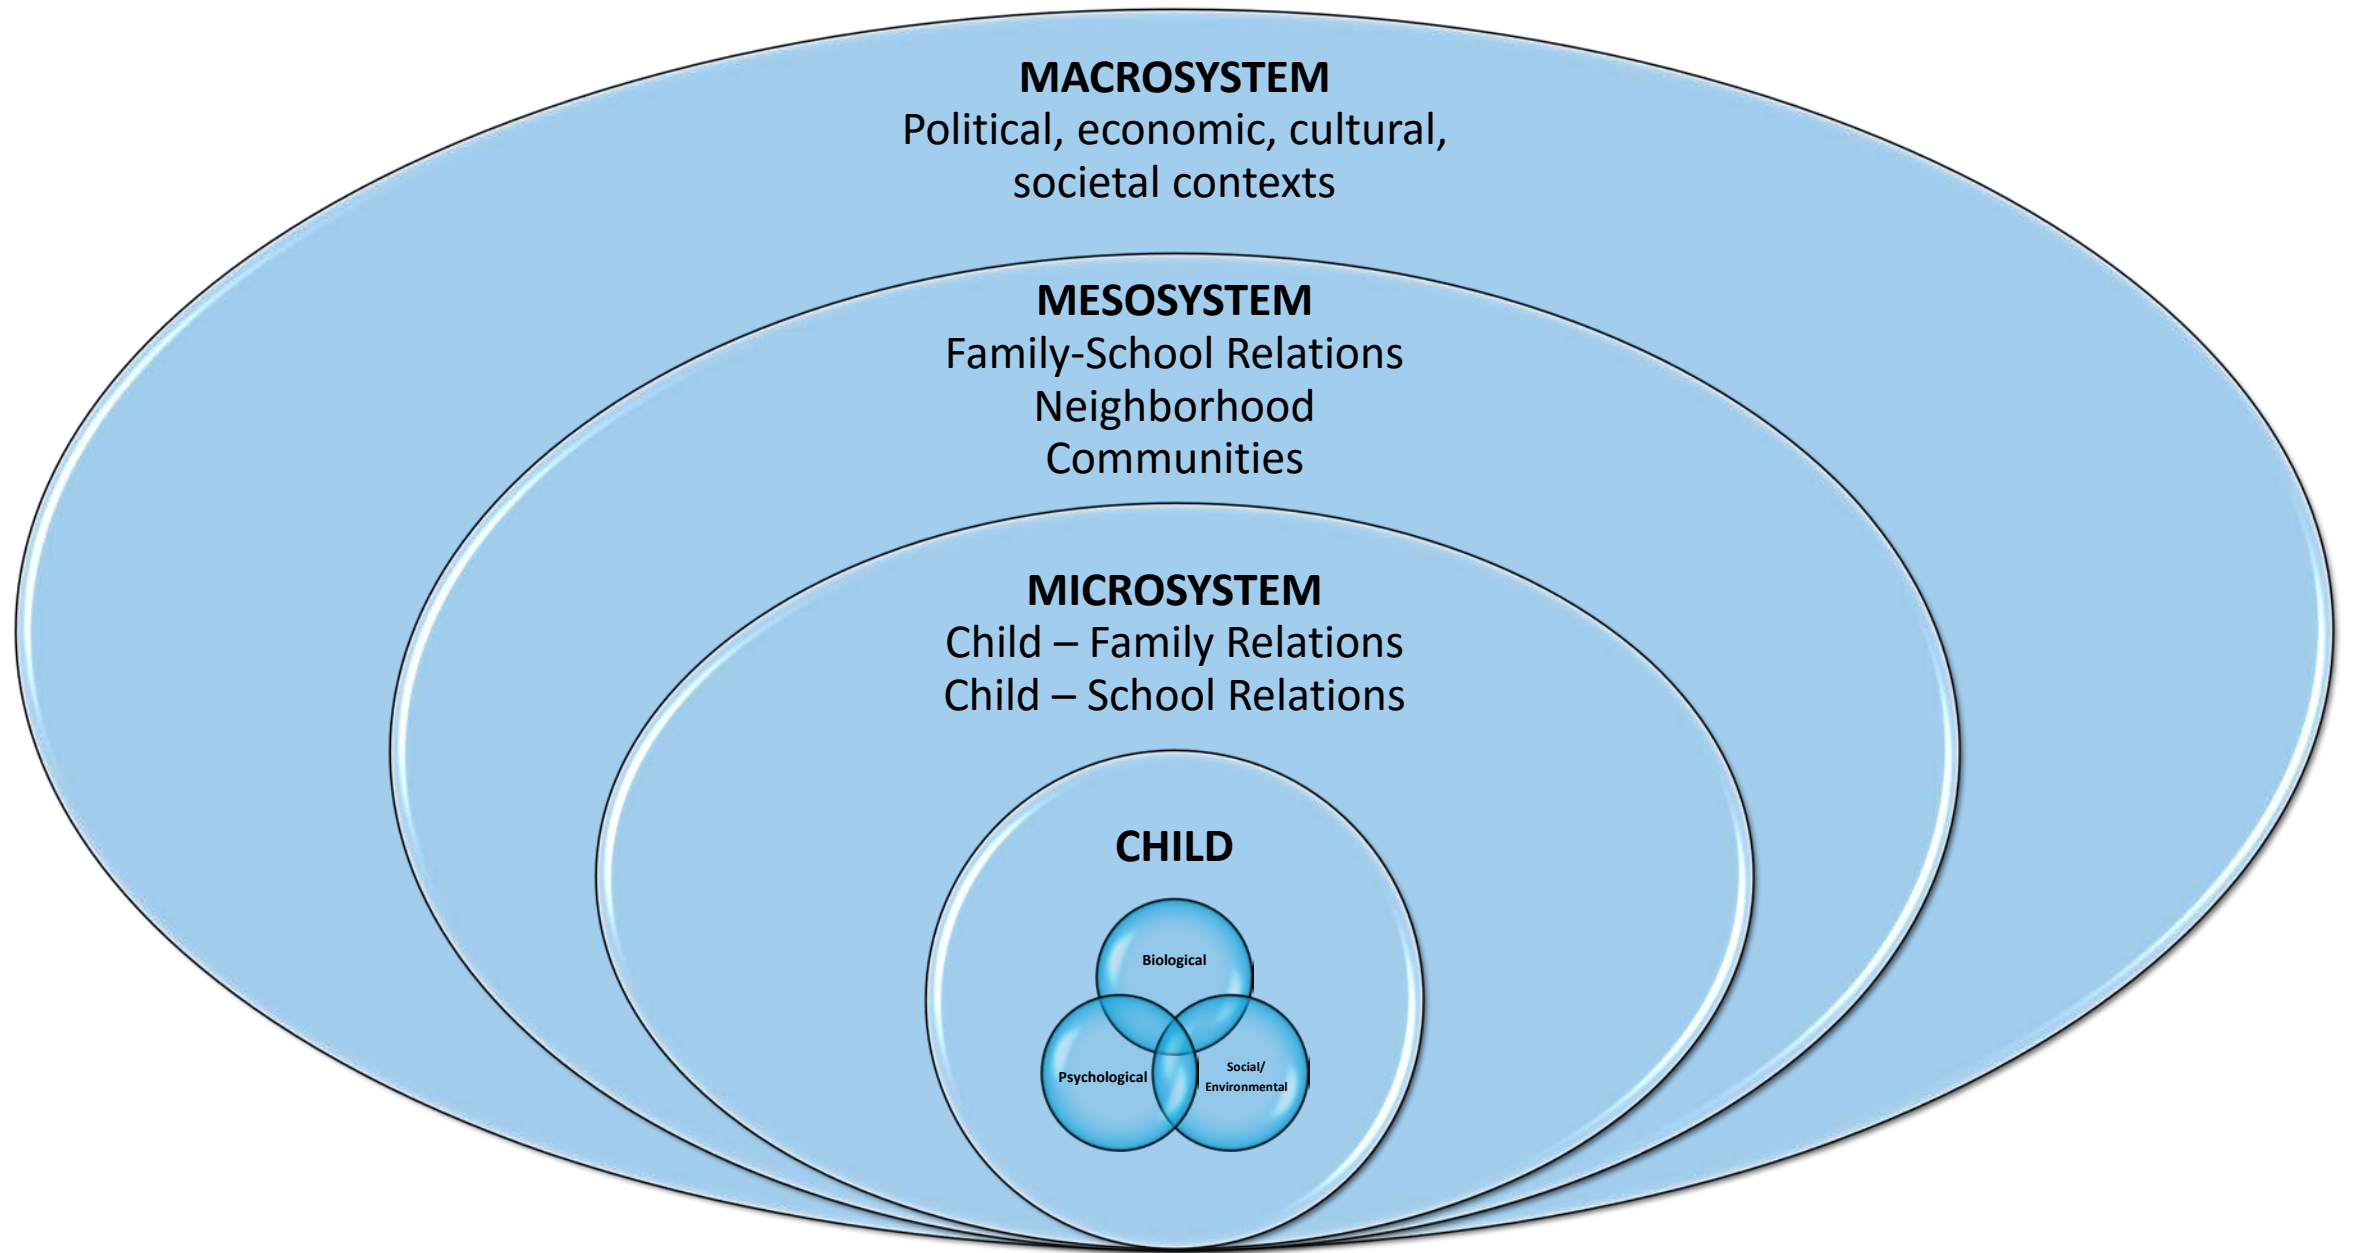 MACROSYSTEM
Political, economic, cultural,
societal contexts
MESOSYSTEM
Family-School Relations
Neighborhood
Communities
MICROSYSTEM
Child – Family Relations
Child – School Relations
CHILD
Biological
Psychological
Social/
Environmental